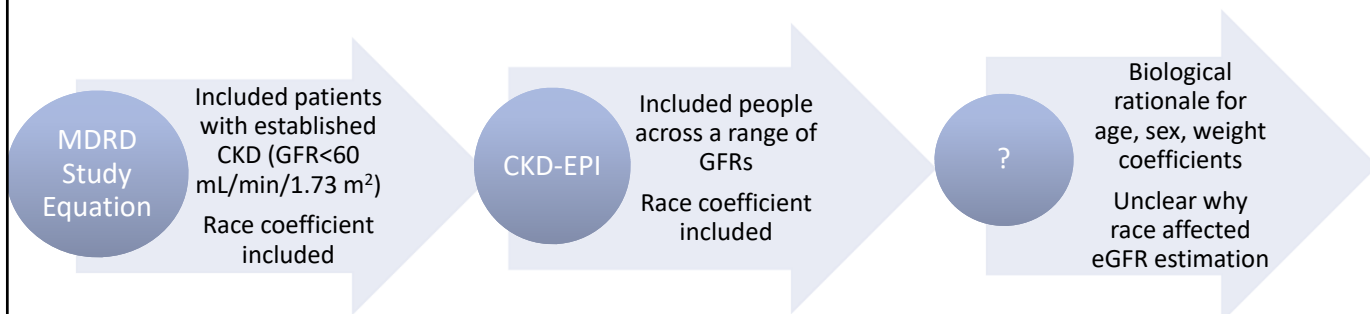 MDRD
Study
Equation
Included patients
with established
CKD (GFR<60
mL/min/1.73 m²)
Race coefficient
included
CKD-EPI
Included people
across a range of
GFRs
Race coefficient
included
?
Biological
rationale for
age, sex, weight
coefficients
Unclear why
race affected
eGFR estimation